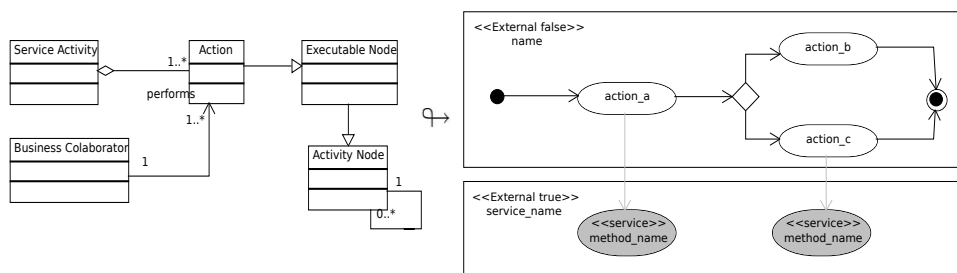 Service Activity
1..*
Action
Executable Node
performes
1..*
Business Colaborator
1
Activity Node
1
0..*
<<External false>>
name
action_a
action_b
action_c
<<External true>>
service_name
<<service>>
method_name
<<service>>
method_name